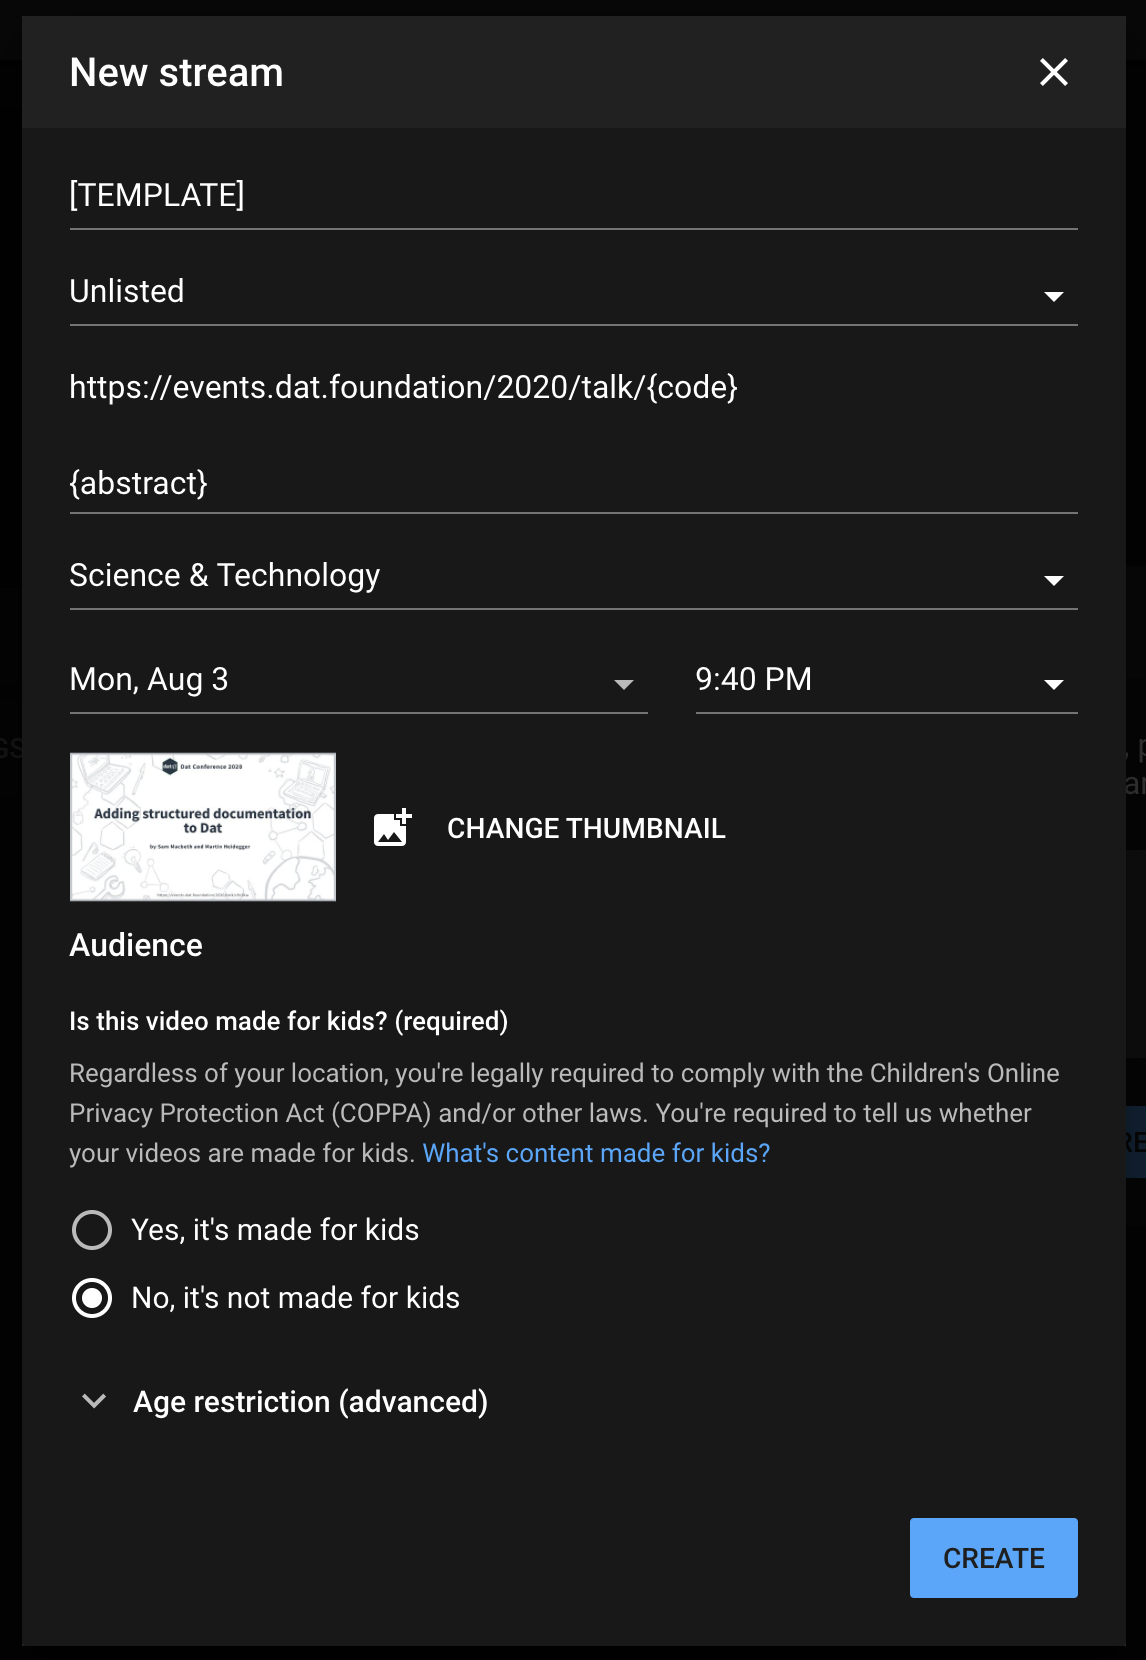 New stream
[TEMPLATE]
Unlisted
https://events.dat.foundation/2020/talk/{code}
{abstract}
Science & Technology
Mon, Aug 3
9:40 PM
Dat Conference 2020
Adding structured documentation
to Dat
by Sam Macbeth and Martin Heidegger
CHANGE THUMBNAIL
Audience
Is this video made for kids? (required)
Regardless of your location, you're legally required to comply with the Children's Online
Privacy Protection Act (COPPA) and/or other laws. You're required to tell us whether
your videos are made for kids. What's content made for kids?
Yes, it's made for kids
No, it's not made for kids
Age restriction (advanced)
CREATE